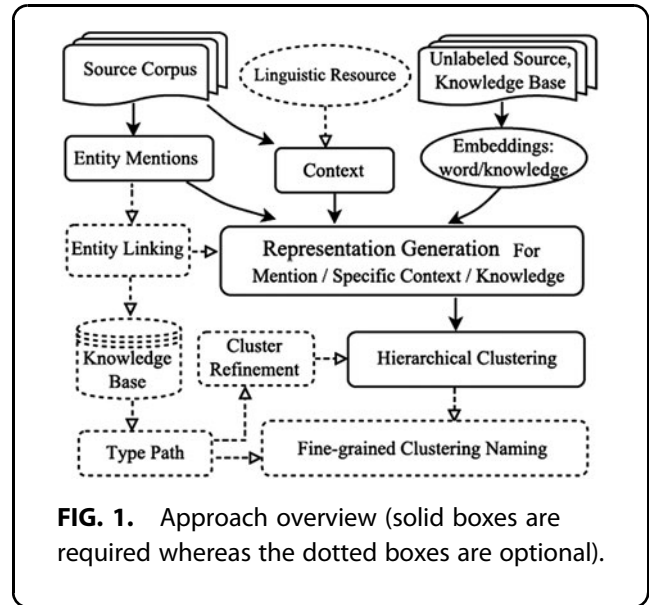 Source Corpus
Linguistic Resource
Unlabeled Source,
Knowledge Base
Entity Mentions
Context
Embeddings:
word/knowledge
Entity Linking
Representation Generation For
Mention / Specific Context / Knowledge
Knowledge
Base
Cluster
Refinement
Hierarchical Clustering
Type Path
Fine-grained Clustering Naming
FIG. 1. Approach overview (solid boxes are
required whereas the dotted boxes are optional).